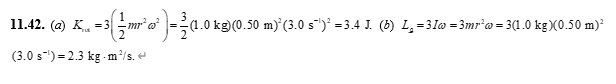 11.42. (a) K_rot = 3(1/2 mr²ω²) = 3/2 (1.0 kg)(0.50 m)²(3.0 s⁻¹)² = 3.4 J. (b) L_g = 3Iω = 3mr²ω = 3(1.0 kg)(0.50 m)²
(3.0 s⁻¹) = 2.3 kg·m²/s. ↵